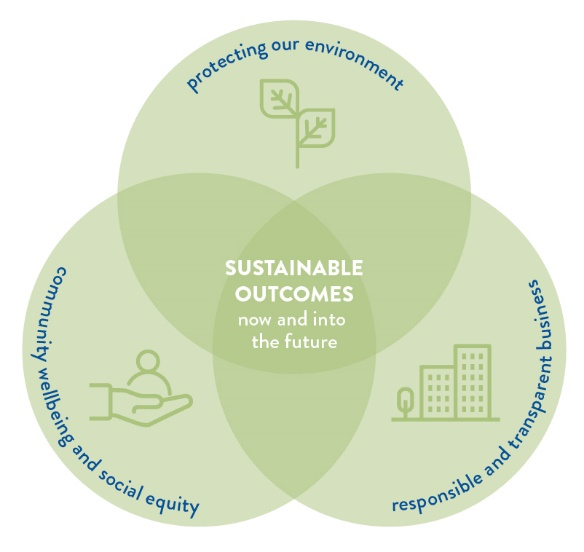 protecting our environment
SUSTAINABLE
OUTCOMES
now and into
the future
community wellbeing and social equity
responsible and transparent business